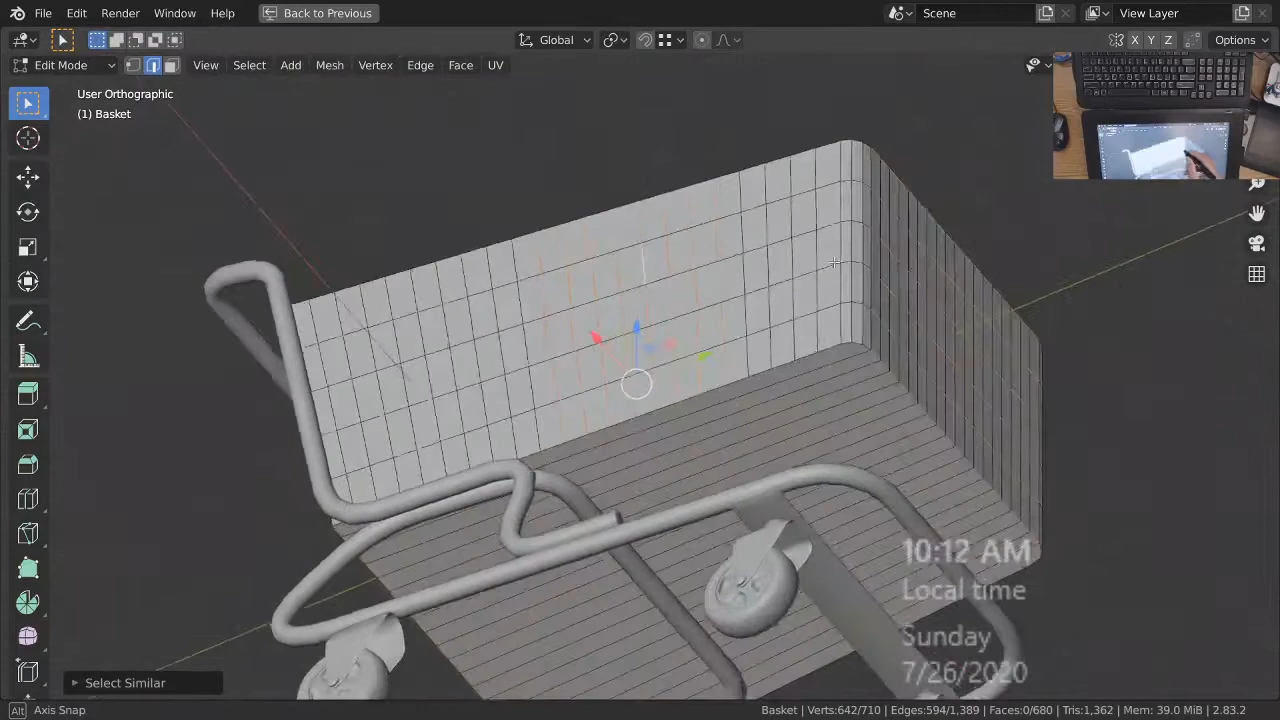 File Edit Render Window Help Back to Previous Scene View Layer
Global X Y Z Options
Edit Mode View Select Add Mesh Vertex Edge Face UV
User Orthographic
(1) Basket
10:12 AM
Local time
Sunday
7/26/2020
Select Similar
Alt Axis Snap Basket | Verts:642/710 | Edges:594/1,389 | Faces:0/680 | Tris:1,362 | Mem: 39.0 MiB | 2.83.2